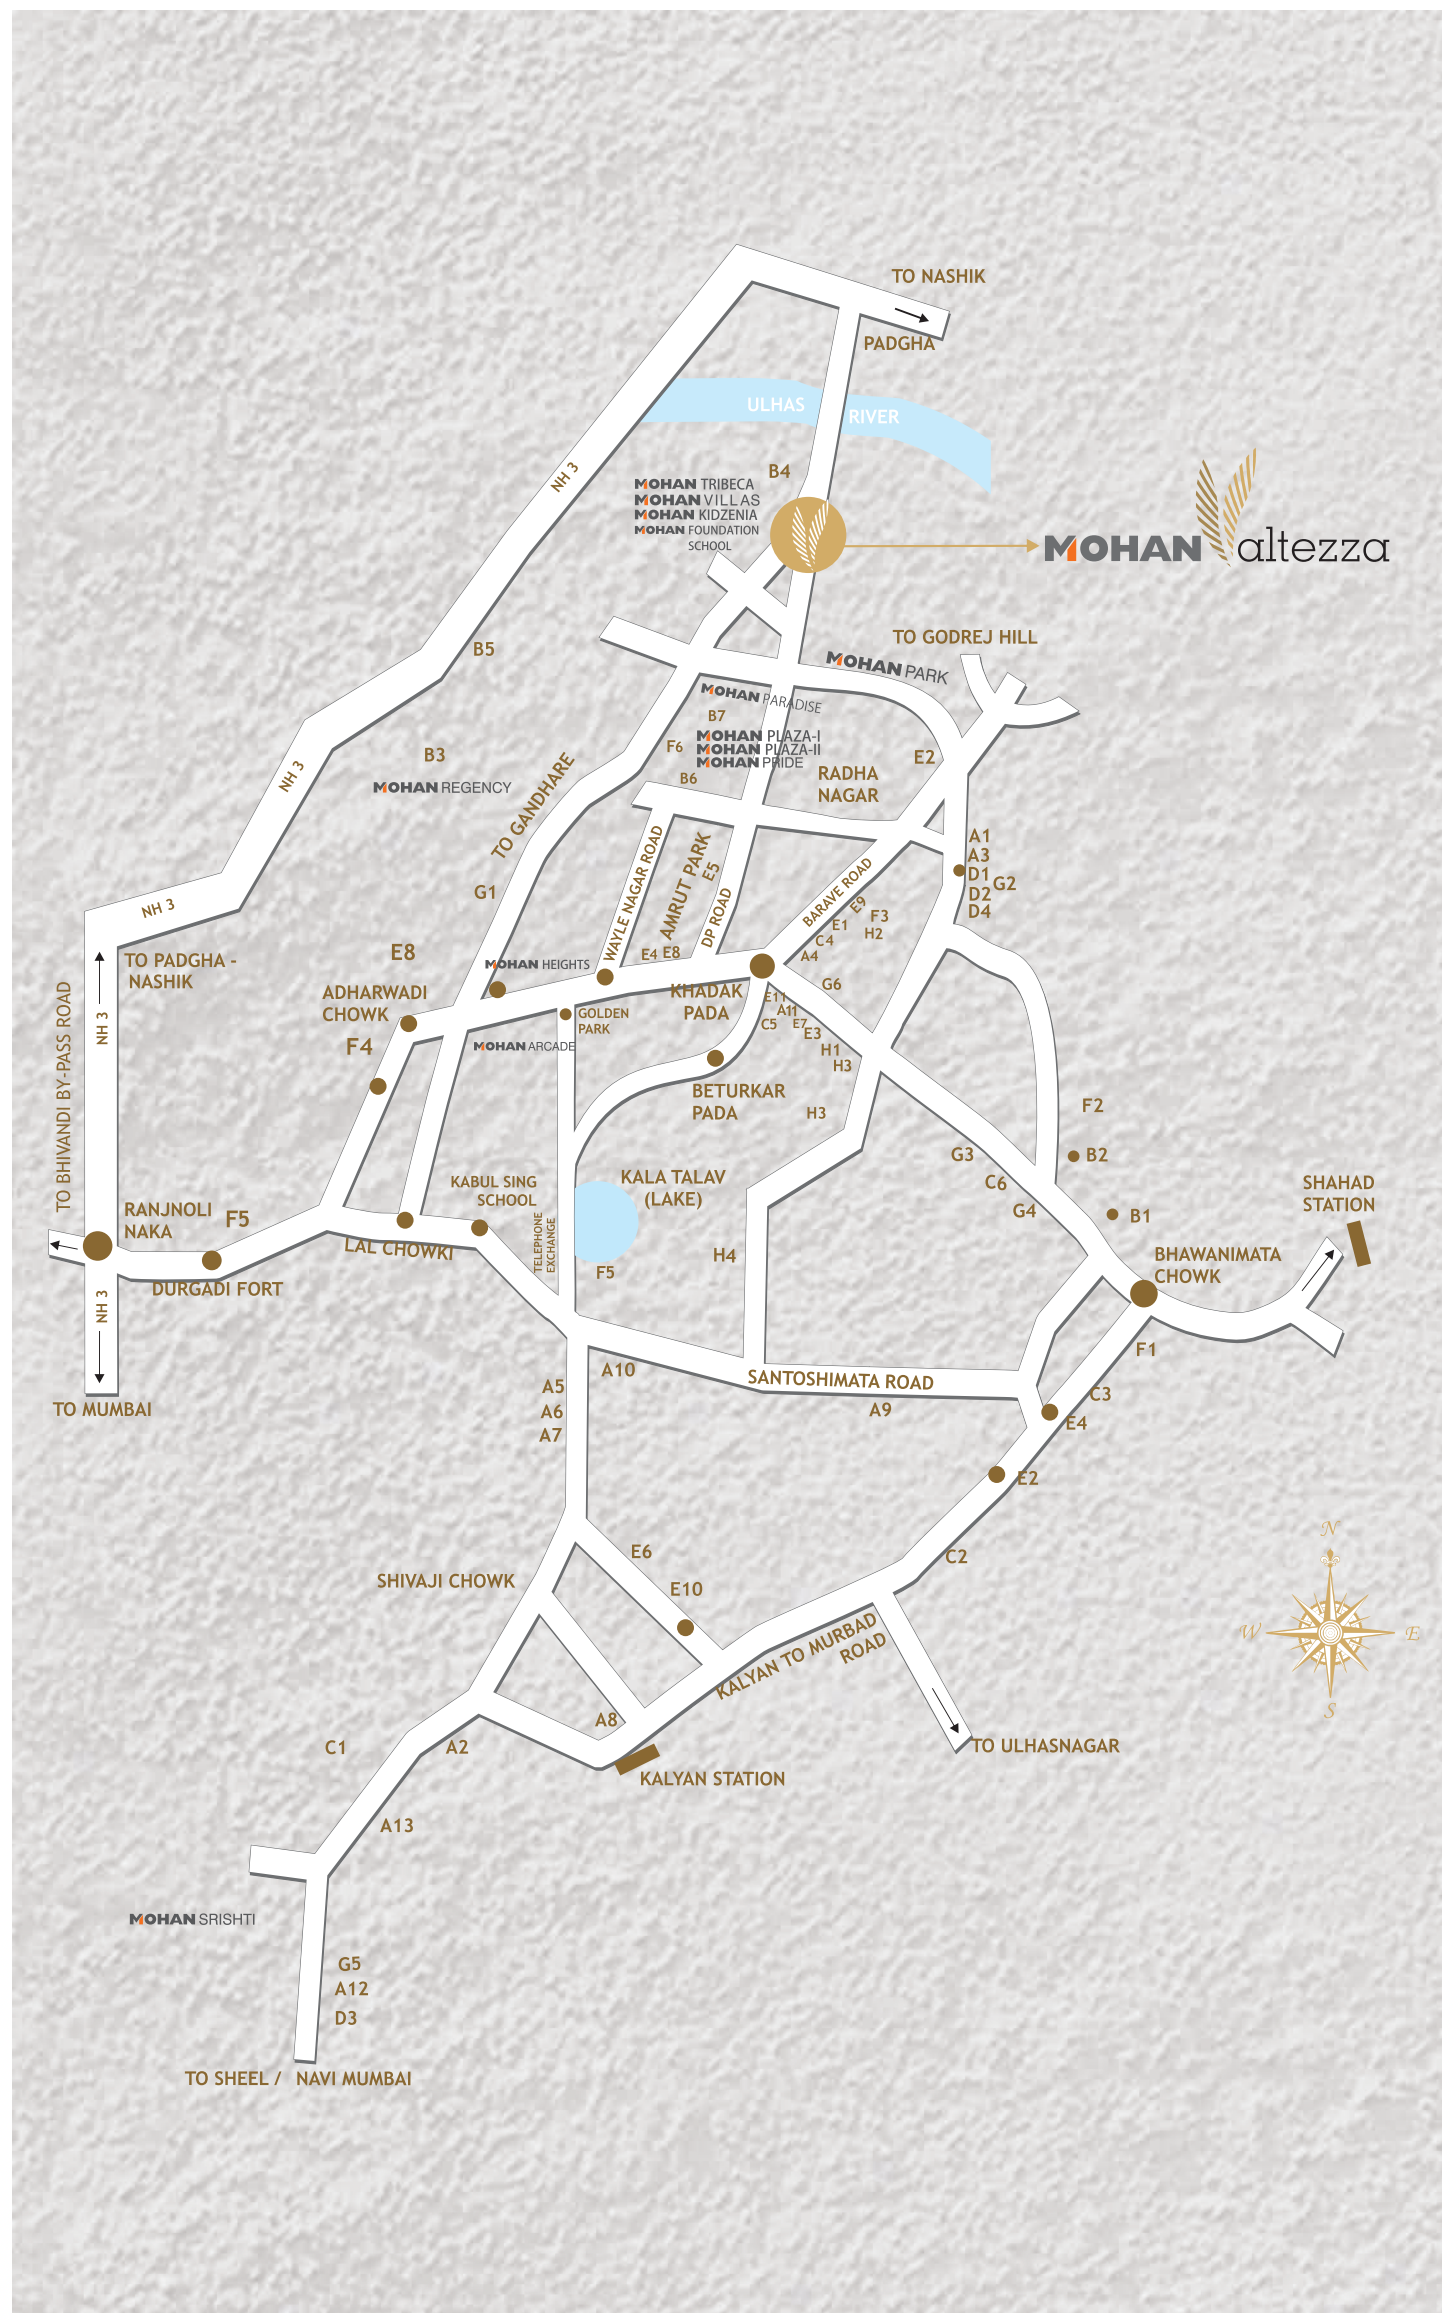 TO NASHIK
PADGHA
ULHAS
RIVER
B4
NH 3
MOHAN TRIBECA
MOHAN VILLAS
MOHAN KIDZENIA
MOHAN FOUNDATION
SCHOOL
MOHAN altezza
TO GODREJ HILL
B5
MOHAN PARK
MOHAN PARADISE
B7
MOHAN PLAZA-I
F6
MOHAN PLAZA-II
MOHAN PRIDE
B6
E2
RADHA
NAGAR
B3
MOHAN REGENCY
NH 3
TO GANDHARE
A1
A3
D1
G2
D2
D4
WAYLE NAGAR ROAD
AMRUT PARK
E5
DP ROAD
BARAVE ROAD
E9
F3
E1
H2
C4
A4
G1
NH 3
E8
E4
E8
TO PADGHA -
NASHIK
MOHAN HEIGHTS
ADHARWADI
CHOWK
KHADAK
PADA
G6
E11
A11
C5
E7
E3
H1
H3
GOLDEN
PARK
F4
MOHAN ARCADE
NH 3
TO BHIVANDI BY-PASS ROAD
BETURKAR
PADA
H3
F2
G3
B2
C6
G4
B1
KALA TALAV
(LAKE)
KABUL SING
SCHOOL
SHAHAD
STATION
RANJNOLI
NAKA
F5
TELEPHONE
EXCHANGE
LAL CHOWKI
H4
BHAWANIMATA
CHOWK
F5
DURGADI FORT
NH 3
F1
A10
SANTOSHIMATA ROAD
A5
C3
TO MUMBAI
A6
A9
E4
A7
E2
N
E6
C2
SHIVAJI CHOWK
E10
W
E
KALYAN TO MURBAD
ROAD
S
A8
C1
A2
TO ULHASNAGAR
KALYAN STATION
A13
MOHAN SRISHTI
G5
A12
D3
TO SHEEL / NAVI MUMBAI